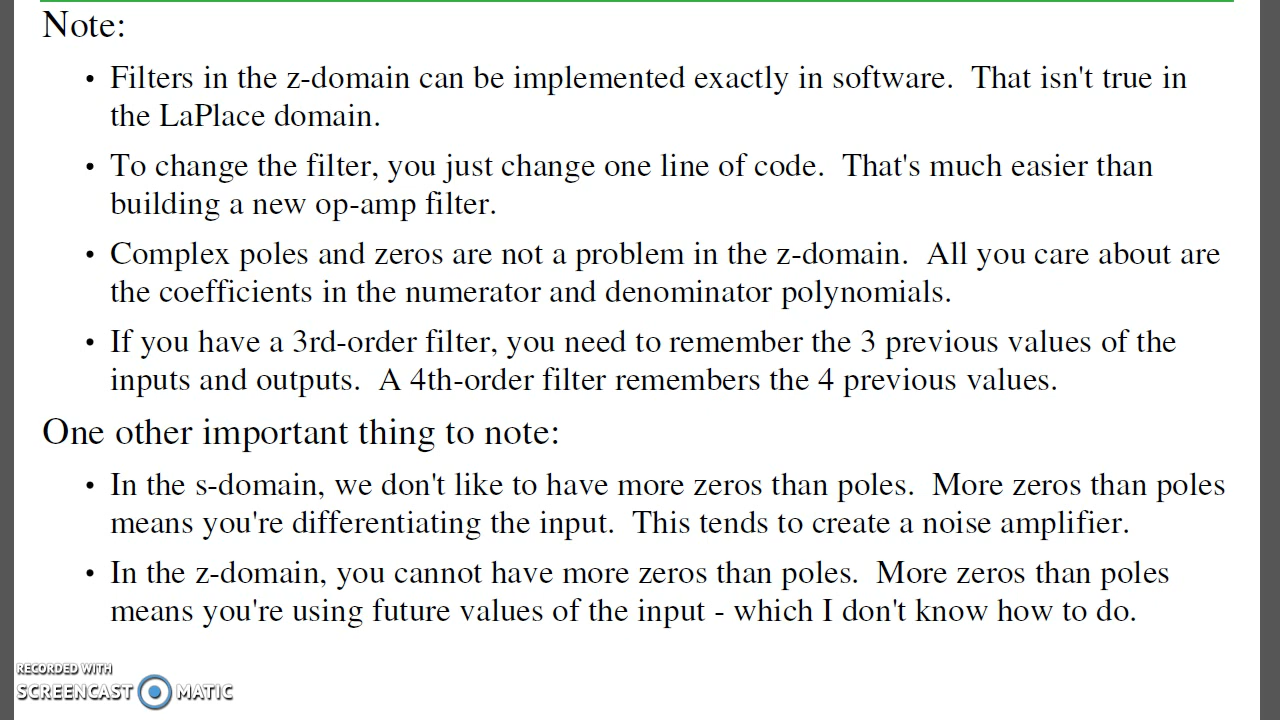 Note:
• Filters in the z-domain can be implemented exactly in software.  That isn't true in
the LaPlace domain.
• To change the filter, you just change one line of code.  That's much easier than
building a new op-amp filter.
• Complex poles and zeros are not a problem in the z-domain.  All you care about are
the coefficients in the numerator and denominator polynomials.
• If you have a 3rd-order filter, you need to remember the 3 previous values of the
inputs and outputs.  A 4th-order filter remembers the 4 previous values.
One other important thing to note:
• In the s-domain, we don't like to have more zeros than poles.  More zeros than poles
means you're differentiating the input.  This tends to create a noise amplifier.
• In the z-domain, you cannot have more zeros than poles.  More zeros than poles
means you're using future values of the input - which I don't know how to do.
RECORDED WITH
SCREENCAST MATIC